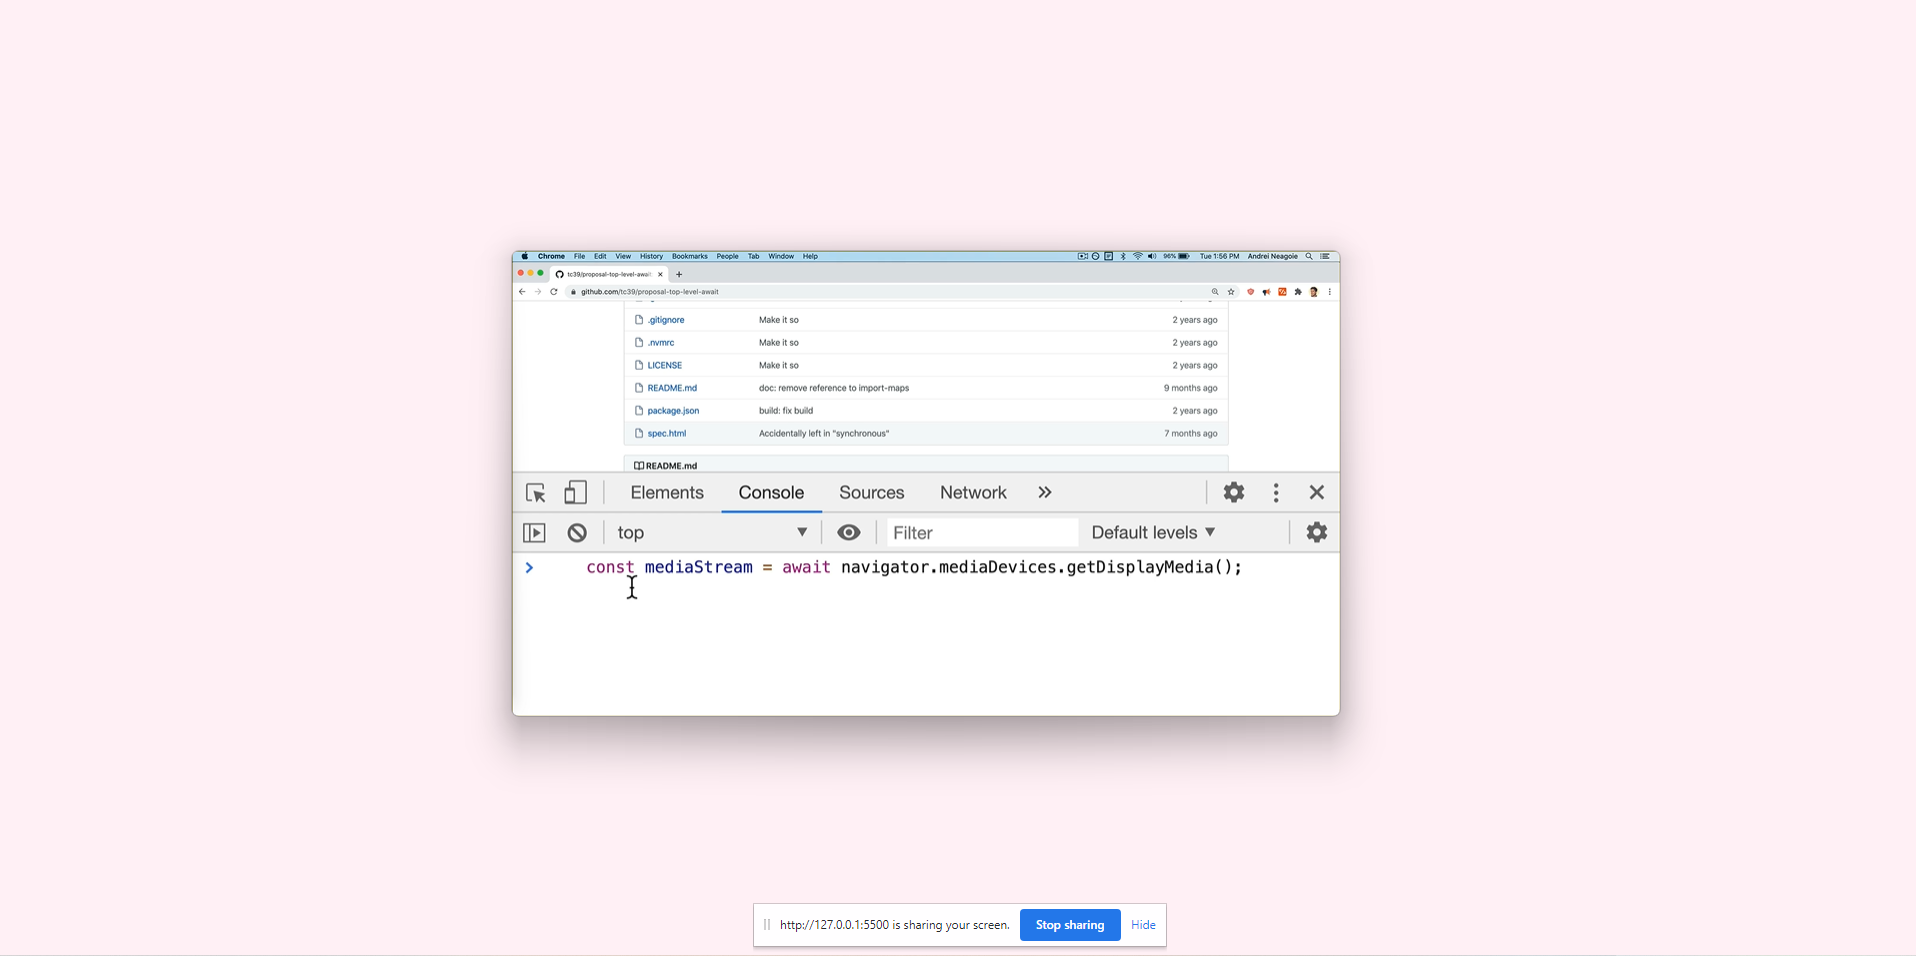 Chrome File Edit View History Bookmarks People Tab Window Help 96% Tue 1:56 PM Andrei Neagoie
tc39/proposal-top-level-await
github.com/tc39/proposal-top-level-await
.gitignore Make it so 2 years ago
.nvmrc Make it so 2 years ago
LICENSE Make it so 2 years ago
README.md doc: remove reference to import-maps 9 months ago
package.json build: fix build 2 years ago
spec.html Accidentally left in "synchronous" 7 months ago
README.md
Elements Console Sources Network »
top Filter Default levels
const mediaStream = await navigator.mediaDevices.getDisplayMedia();
http://127.0.0.1:5500 is sharing your screen. Stop sharing Hide